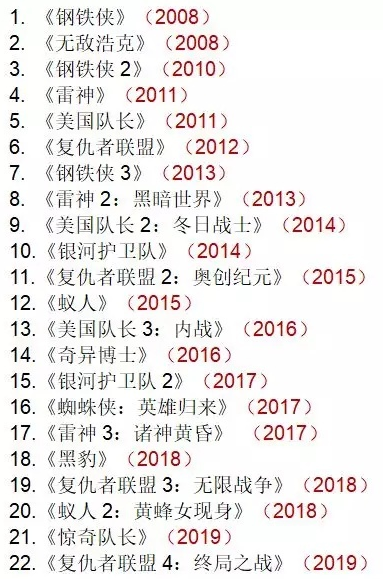 1. 《钢铁侠》（2008）
2. 《无敌浩克》（2008）
3. 《钢铁侠 2》（2010）
4. 《雷神》（2011）
5. 《美国队长》（2011）
6. 《复仇者联盟》（2012）
7. 《钢铁侠 3》（2013）
8. 《雷神 2：黑暗世界》（2013）
9. 《美国队长 2：冬日战士》（2014）
10. 《银河护卫队》（2014）
11. 《复仇者联盟 2：奥创纪元》（2015）
12. 《蚁人》（2015）
13. 《美国队长 3：内战》（2016）
14. 《奇异博士》（2016）
15. 《银河护卫队 2》（2017）
16. 《蜘蛛侠：英雄归来》（2017）
17. 《雷神 3：诸神黄昏》 （2017）
18. 《黑豹》（2018）
19. 《复仇者联盟 3：无限战争》（2018）
20. 《蚁人 2：黄蜂女现身》（2018）
21. 《惊奇队长》（2019）
22. 《复仇者联盟 4：终局之战》（2019）